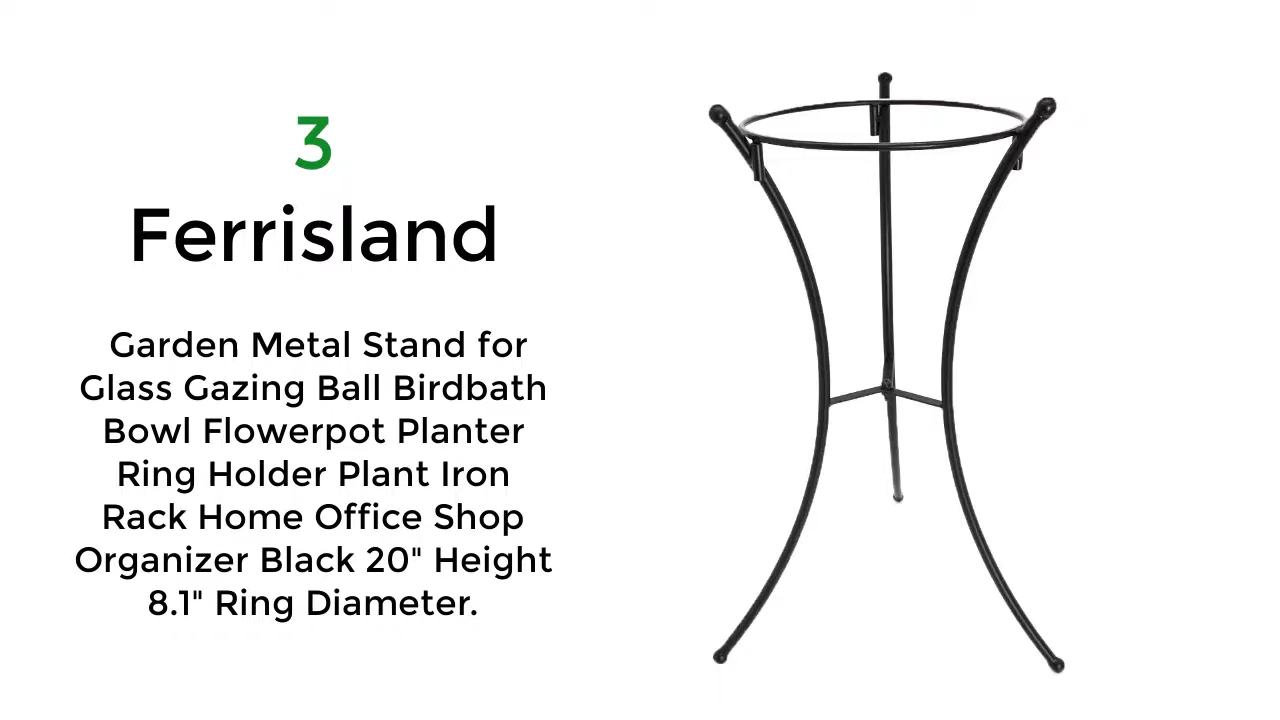 3
Ferrisland
Garden Metal Stand for
Glass Gazing Ball Birdbath
Bowl Flowerpot Planter
Ring Holder Plant Iron
Rack Home Office Shop
Organizer Black 20" Height
8.1" Ring Diameter.